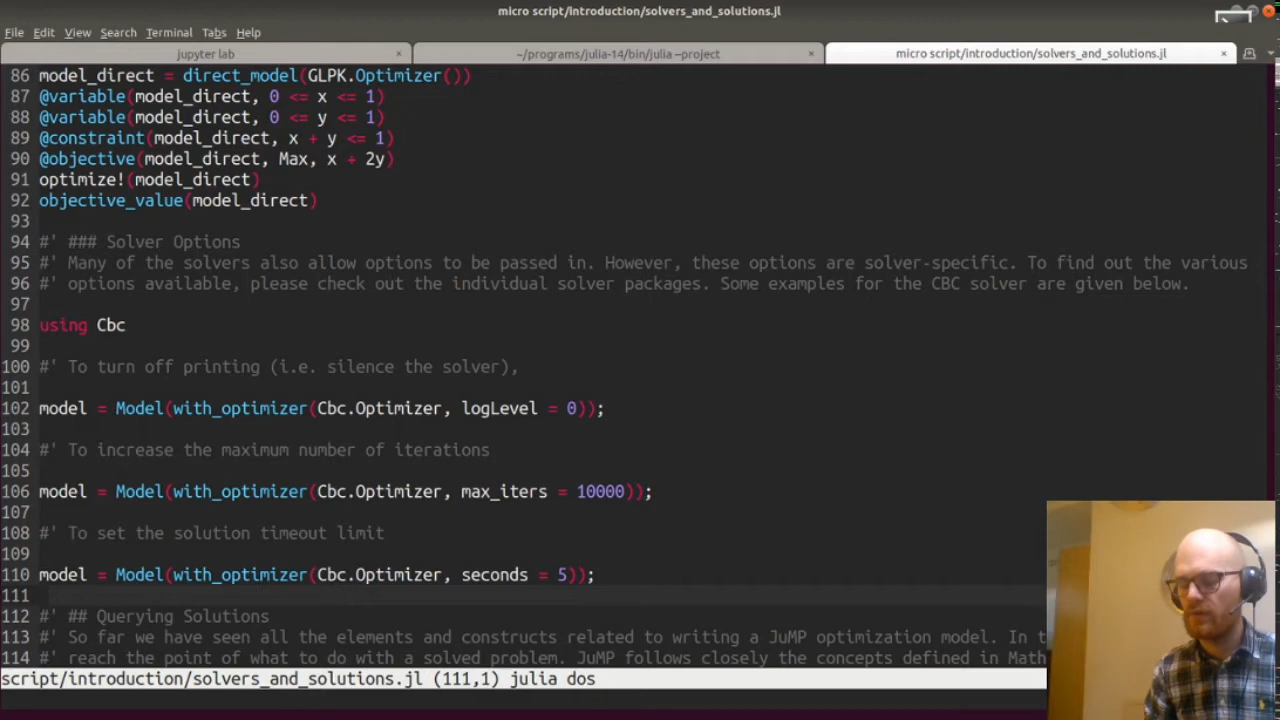 micro script/introduction/solvers_and_solutions.jl
File Edit View Search Terminal Tabs Help
jupyter lab × ~/programs/julia-14/bin/julia --project × micro script/introduction/solvers_and_solutions.jl ×
86 model_direct = direct_model(GLPK.Optimizer())
87 @variable(model_direct, 0 <= x <= 1)
88 @variable(model_direct, 0 <= y <= 1)
89 @constraint(model_direct, x + y <= 1)
90 @objective(model_direct, Max, x + 2y)
91 optimize!(model_direct)
92 objective_value(model_direct)
93
94 #' ### Solver Options
95 #' Many of the solvers also allow options to be passed in. However, these options are solver-specific. To find out the various
96 #' options available, please check out the individual solver packages. Some examples for the CBC solver are given below.
97
98 using Cbc
99
100 #' To turn off printing (i.e. silence the solver),
101
102 model = Model(with_optimizer(Cbc.Optimizer, logLevel = 0));
103
104 #' To increase the maximum number of iterations
105
106 model = Model(with_optimizer(Cbc.Optimizer, max_iters = 10000));
107
108 #' To set the solution timeout limit
109
110 model = Model(with_optimizer(Cbc.Optimizer, seconds = 5));
111
112 #' ## Querying Solutions
113 #' So far we have seen all the elements and constructs related to writing a JuMP optimization model. In t
114 #' reach the point of what to do with a solved problem. JuMP follows closely the concepts defined in Math
script/introduction/solvers_and_solutions.jl (111,1) julia dos